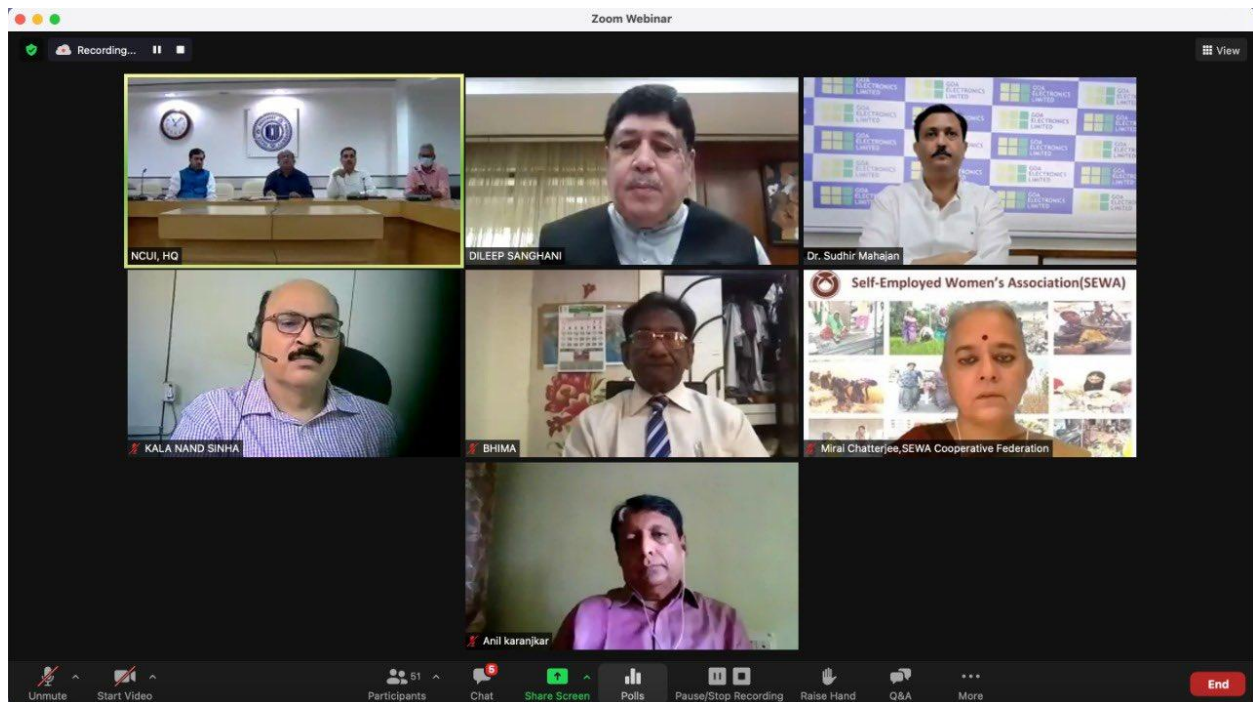 Zoom Webinar
Recording...
View
NCUI, HQ
DILEEP SANGHANI
GOA ELECTRONICS LIMITED
Dr. Sudhir Mahajan
KALA NAND SINHA
BHIMA
Self-Employed Women's Association(SEWA)
Mirai Chatterjee,SEWA Cooperative Federation
Anil karanjkar
Unmute
Start Video
51
Participants
5
Chat
Share Screen
Polls
Pause/Stop Recording
Raise Hand
Q&A
More
End